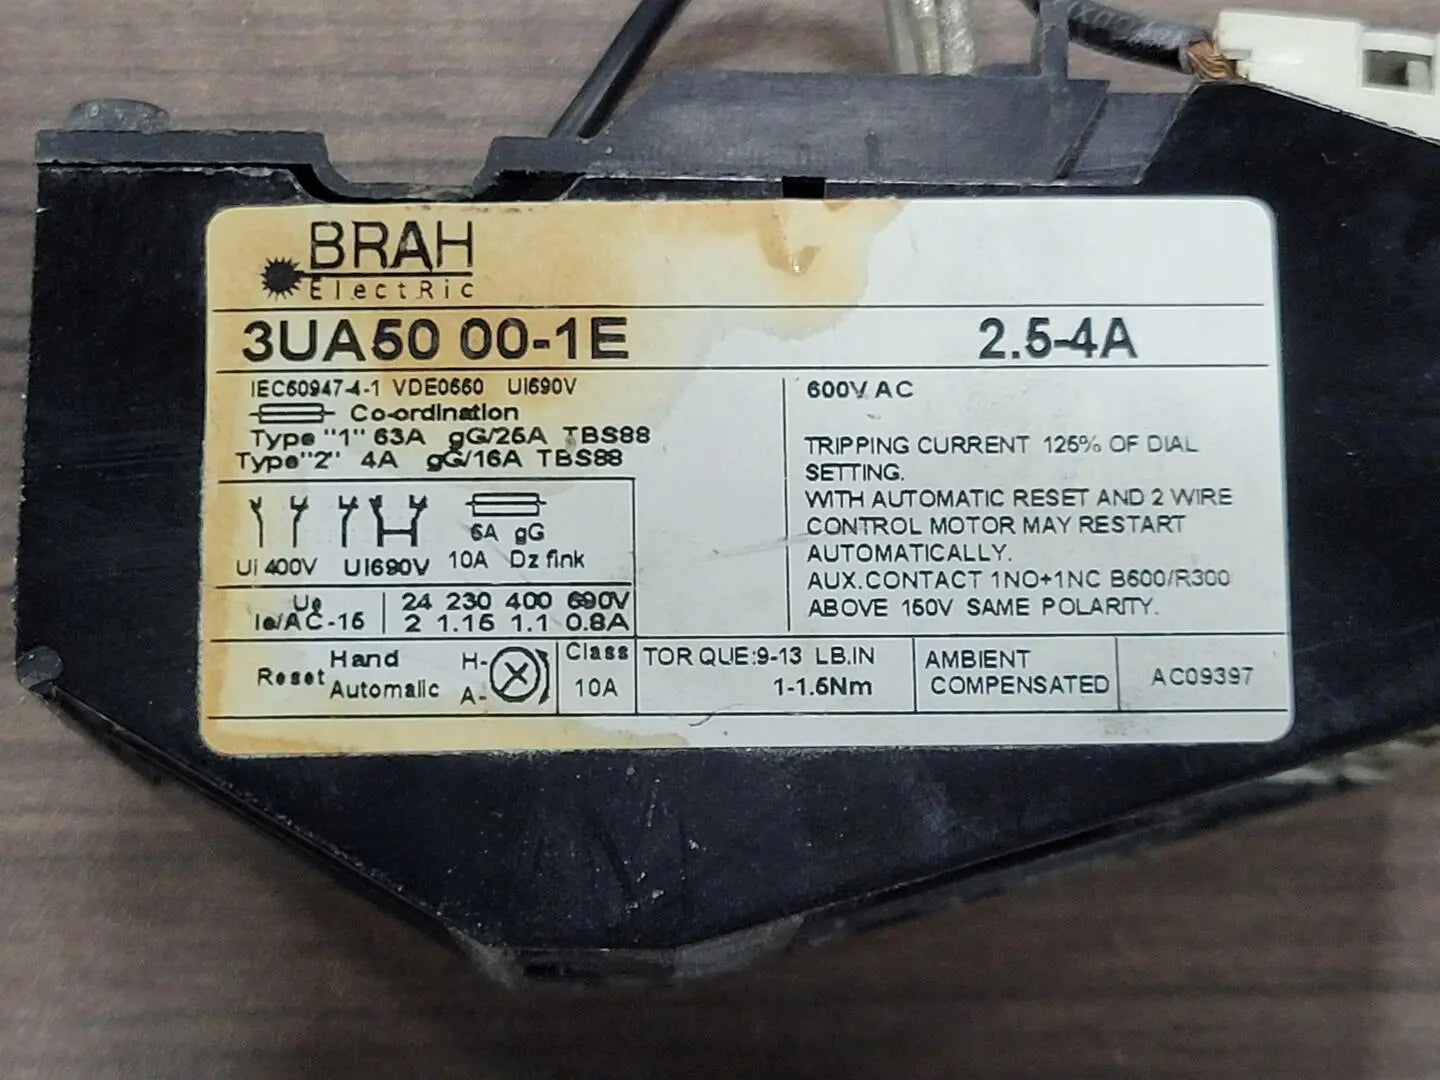 BRAH
ElectRic
3UA50 00-1E
2.5-4A
IEC60947-4-1 VDE0660 UI690V
Co-ordination
Type "1" 63A gG/25A TBS88
Type"2" 4A gG/16A TBS88
6A gG
Ui 400V UI690V 10A Dz fink
Ue 24 230 400 690V
Ie/AC-15 2 1.15 1.1 0.8A
600V AC
TRIPPING CURRENT 125% OF DIAL
SETTING.
WITH AUTOMATIC RESET AND 2 WIRE
CONTROL MOTOR MAY RESTART
AUTOMATICALLY.
AUX.CONTACT 1NO+1NC B600/R300
ABOVE 150V SAME POLARITY.
Reset Hand H-
Automatic A-
Class
10A
TORQUE:9-13 LB.IN
1-1.5Nm
AMBIENT
COMPENSATED
AC09397